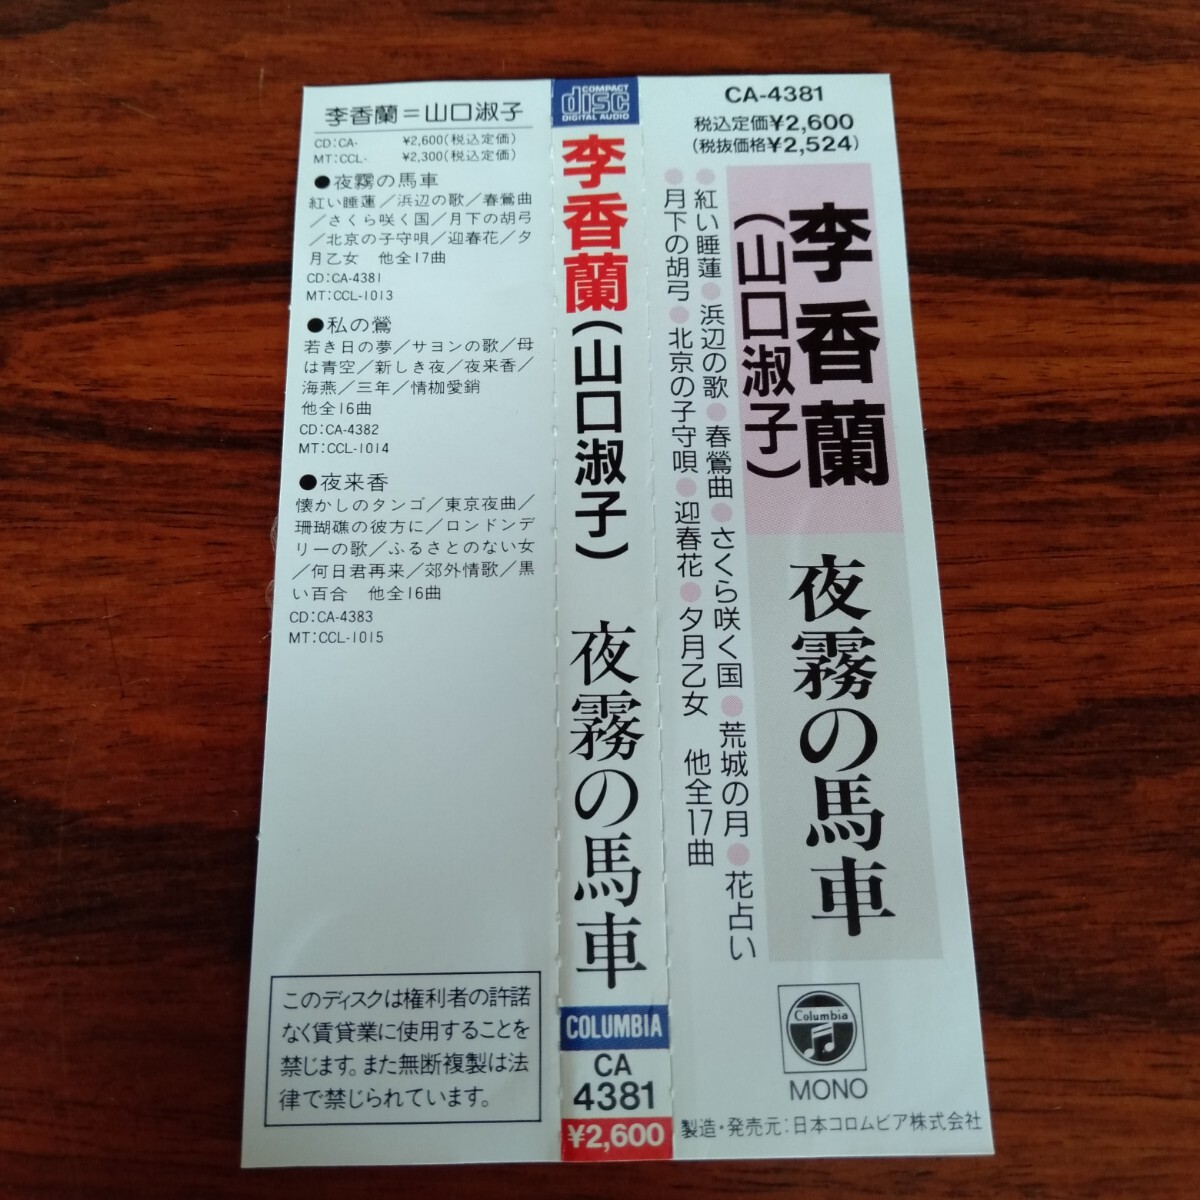 李香蘭=山口淑子
CD:CA- ¥2,600(税込定価)
MT:CCL- ¥2,300(税込定価)
●夜霧の馬車
紅い睡蓮/浜辺の歌/春鶯曲
/さくら咲く国/月下の胡弓
/北京の子守唄/迎春花/夕
月乙女 他全17曲
CD:CA-4381
MT:CCL-1013
●私の鶯
若き日の夢/サヨンの歌/母
は青空/新しき夜/夜来香/
海燕/三年/情枷愛銷
他全16曲
CD:CA-4382
MT:CCL-1014
●夜来香
懐かしのタンゴ/東京夜曲/
珊瑚礁の彼方に/ロンドンデ
リーの歌/ふるさとのない女
/何日君再来/郊外情歌/黒
い百合 他全16曲
CD:CA-4383
MT:CCL-1015
このディスクは権利者の許諾
なく賃貸業に使用することを
禁じます。また無断複製は法
律で禁じられています。
COMPACT
disc
DIGITAL AUDIO
李香蘭(山口淑子) 夜霧の馬車
COLUMBIA
CA
4381
¥2,600
CA-4381
税込定価¥2,600
(税抜価格¥2,524)
李香蘭
(山口淑子)
夜霧の馬車
●紅い睡蓮●浜辺の歌●春鶯曲●さくら咲く国●荒城の月●花占い
●月下の胡弓●北京の子守唄●迎春花●夕月乙女 他全17曲
Columbia
MONO
製造・発売元:日本コロムビア株式会社